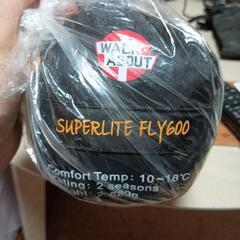 WALK
ABOUT
SUPERLITE FLY600
Comfort Temp: 10~18°C
Rating: 2 seasons